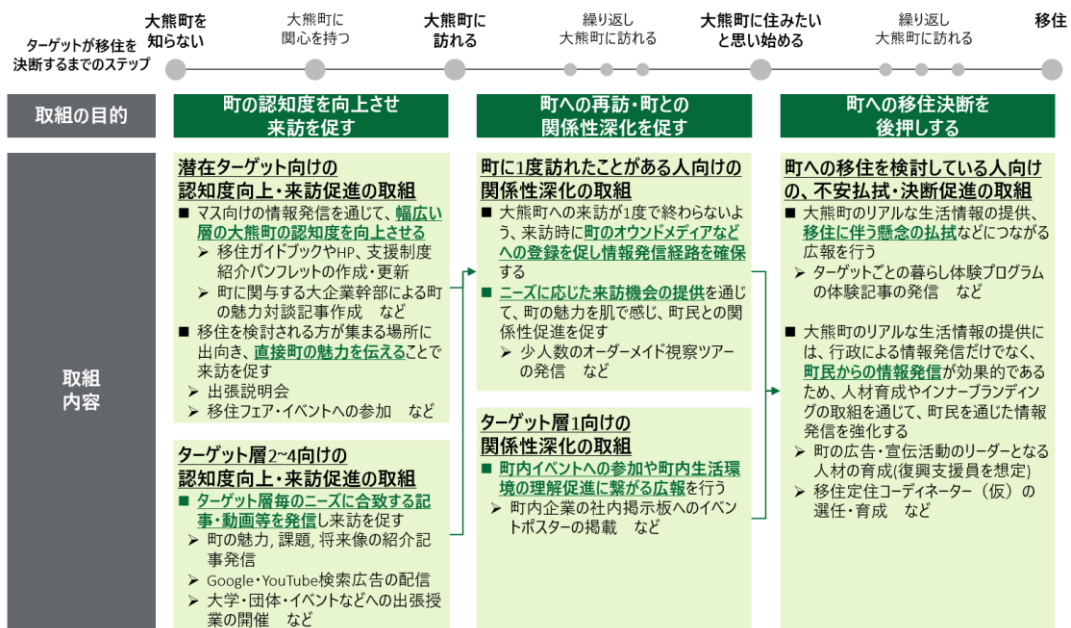 ターゲットが移住を
決断するまでのステップ
大熊町を
知らない
大熊町に
関心を持つ
大熊町に
訪れる
繰り返し
大熊町に訪れる
大熊町に住みたい
と思い始める
繰り返し
大熊町に訪れる
移住
取組の目的
町の認知度を向上させ
来訪を促す
町への再訪・町との
関係性深化を促す
町への移住決断を
後押しする
取組
内容
潜在ターゲット向けの
認知度向上・来訪促進の取組
■ マス向けの情報発信を通じて、幅広い
層の大熊町の認知度を向上させる
➢ 移住ガイドブックやHP、支援制度
紹介パンフレットの作成・更新
➢ 町に関与する大企業幹部による町
の魅力対談記事作成 など
■ 移住を検討される方が集まる場所に
出向き、直接町の魅力を伝えることで
来訪を促す
➢ 出張説明会
➢ 移住フェア・イベントへの参加 など
ターゲット層2~4向けの
認知度向上・来訪促進の取組
■ ターゲット層毎のニーズに合致する記
事・動画等を発信し来訪を促す
➢ 町の魅力, 課題, 将来像の紹介記
事発信
➢ Google・YouTube検索広告の配信
➢ 大学・団体・イベントなどへの出張授
業の開催 など
町に1度訪れたことがある人向けの
関係性深化の取組
■ 大熊町への来訪が1度で終わらないよ
う、来訪時に町のオウンドメディアなど
への登録を促し情報発信経路を確保
する
■ ニーズに応じた来訪機会の提供を通じ
て、町の魅力を肌で感じ、町民との関
係性促進を促す
➢ 少人数のオーダーメイド視察ツアー
の発信 など
ターゲット層1向けの
関係性深化の取組
■ 町内イベントへの参加や町内生活環
境の理解促進に繋がる広報を行う
➢ 町内企業の社内掲示板へのイベン
トポスターの掲載 など
町への移住を検討している人向け
の、不安払拭・決断促進の取組
■ 大熊町のリアルな生活情報の提供、
移住に伴う懸念の払拭などにつながる
広報を行う
➢ ターゲットごとの暮らし体験プログラム
の体験記事の発信 など
■ 大熊町のリアルな生活情報の提供に
は、行政による情報発信だけでなく、
町民からの情報発信が効果的である
ため、人材育成やインナーブランディン
グの取組を通じて、町民を通じた情報
発信を強化する
➢ 町の広告・宣伝活動のリーダーとなる
人材の育成(復興支援員を想定)
➢ 移住定住コーディネーター（仮）の
選任・育成 など